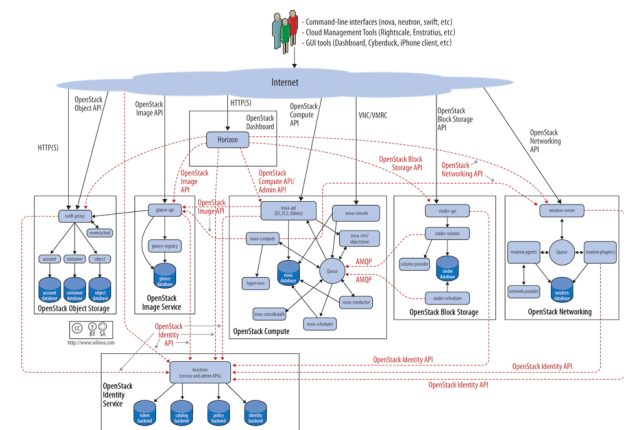 - Command-line interfaces (nova, neutron, swift, etc)
- Cloud Management Tools (Rightscale, Enstratius, etc)
- GUI tools (Dashboard, Cyberduck, iPhone client, etc)
Internet
OpenStack
Object API
OpenStack
Image API
HTTP(S)
OpenStack
Dashboard
OpenStack
Compute
API
VNC/VMRC
OpenStack
Block Storage
API
OpenStack
Networking
API
HTTP(S)
Horizon
OpenStack
Image
API
OpenStack
Compute API/
Admin API
OpenStack Block
Storage API
OpenStack
Networking API
OpenStack
Image API
swift-proxy
memcached
account
container
object
account
database
container
database
object
database
OpenStack Object Storage
glance-api
glance-registry
glance
database
OpenStack
Image Service
nova-api
(OS, EC2, Admin)
nova-console
nova-compute
nova-cert/
objectstore
nova
database
Queue
hypervisor
nova-conductor
nova-consoleauth
nova-scheduler
OpenStack Compute
AMQP
AMQP
cinder-api
cinder-volume
volume provider
cinder
database
cinder-scheduler
OpenStack Block Storage
neutron-server
neutron-agents
Queue
neutron plugin(s)
network provider
neutron
database
OpenStack Networking
CC BY SA
http://www.solinea.com
OpenStack
Identity
API
OpenStack Identity API
OpenStack Identity API
OpenStack Identity API
OpenStack
Identity
Service
keystone
(service and admin APIs)
token
backend
catalog
backend
policy
backend
identity
backend